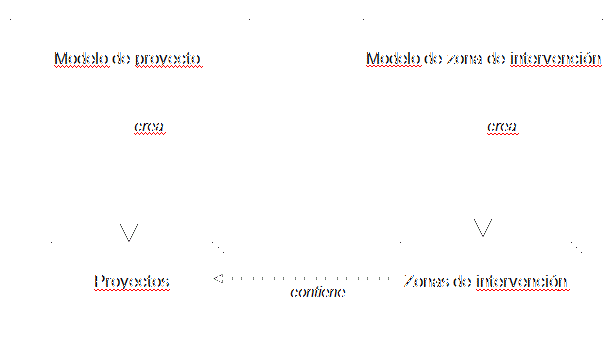 Modelo de proyecto
Modelo de zona de intervención
crea
crea
Proyectos
Zonas de intervención
contiene